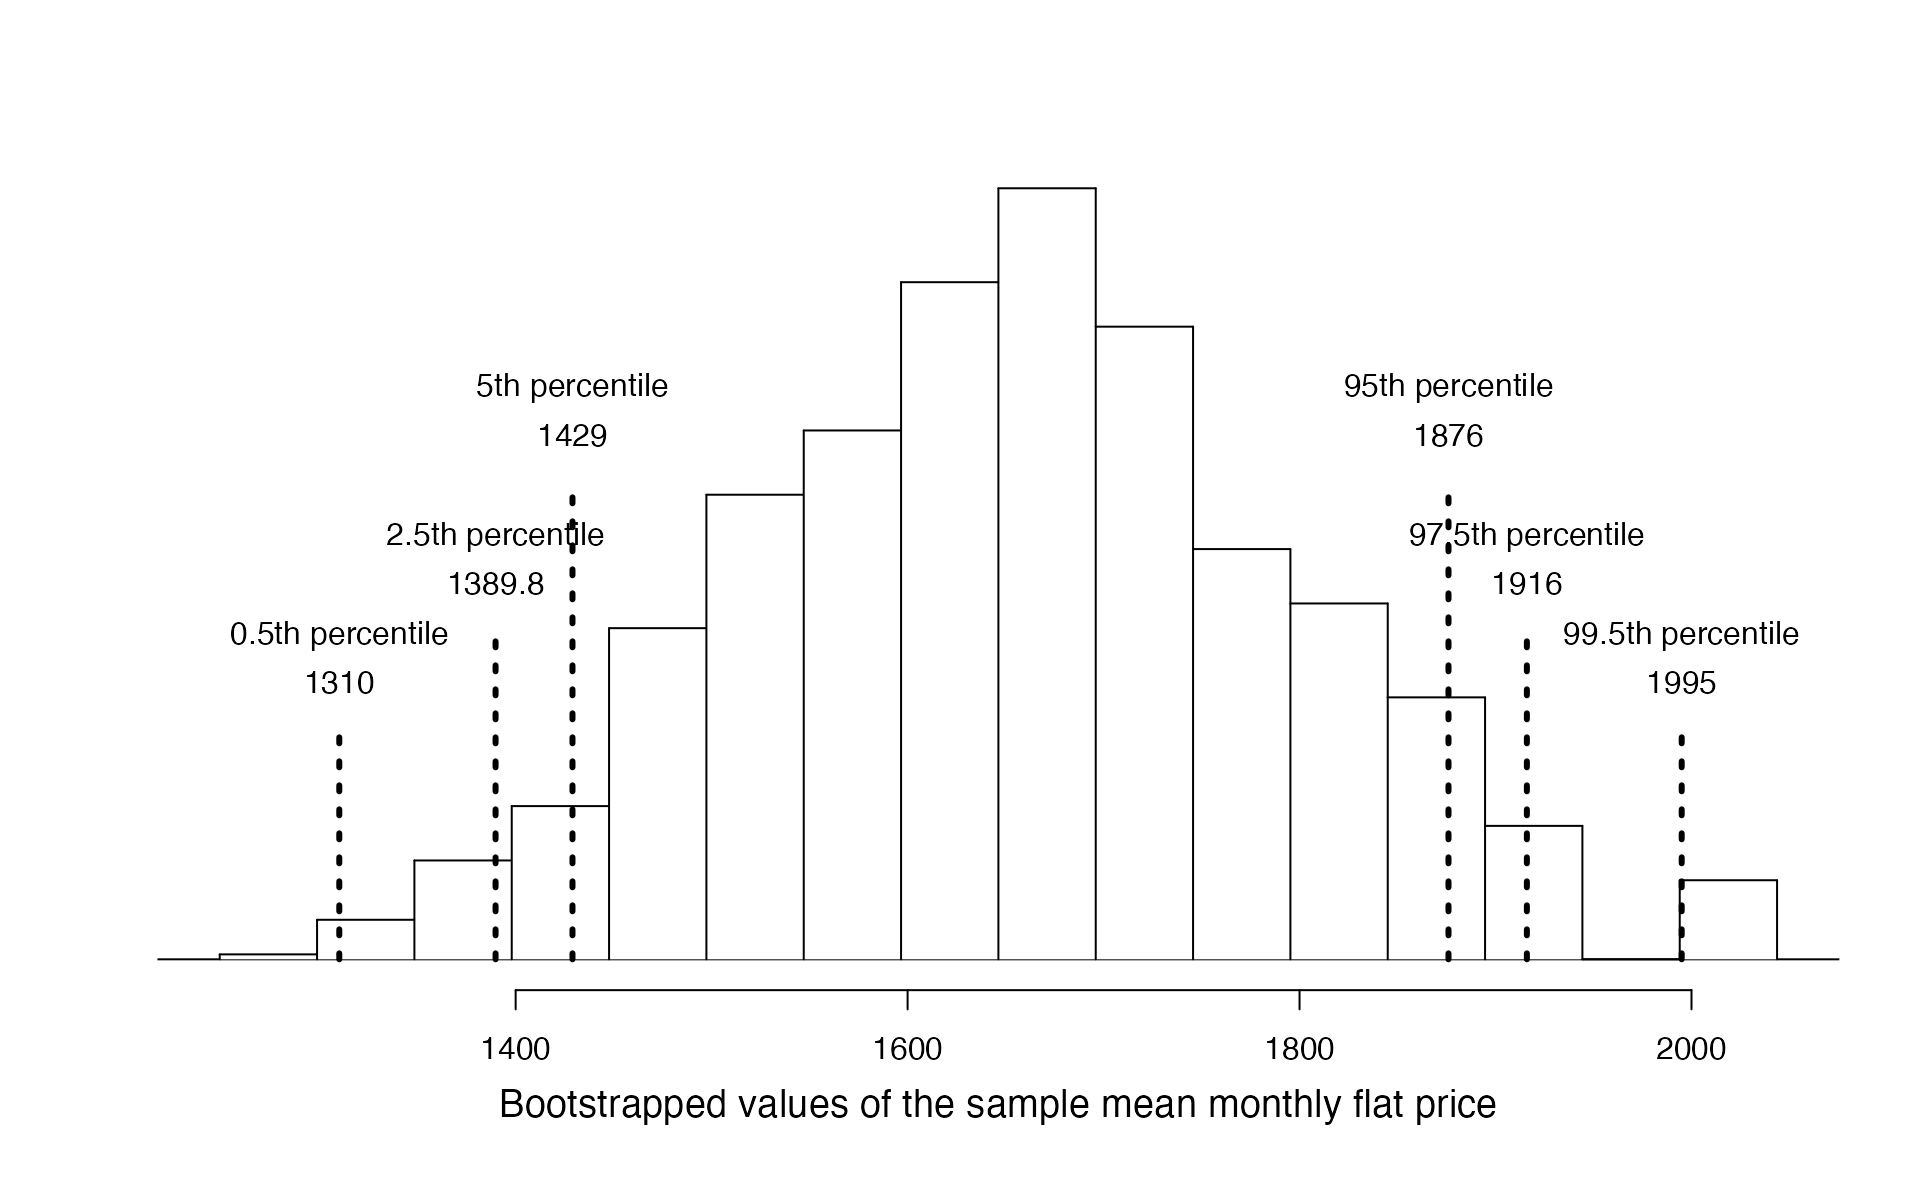 5th percentile
1429
95th percentile
1876
2.5th percentile
1389.8
97.5th percentile
1916
0.5th percentile
1310
99.5th percentile
1995
1400 1600 1800 2000
Bootstrapped values of the sample mean monthly flat price